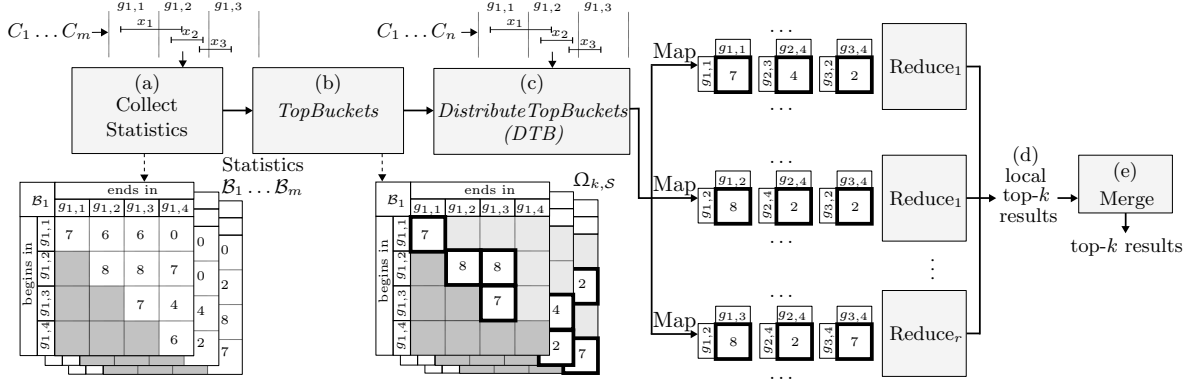 g1,1 g1,2 g1,3
C1 ... Cm
x1
x2
x3
g1,1 g1,2 g1,3
C1 ... Cn
x1
x2
x3
(a)
Collect
Statistics
(b)
TopBuckets
(c)
DistributeTopBuckets
(DTB)
Statistics
B1 ... Bm
B1 ends in
g1,1 g1,2 g1,3 g1,4
begins in
g1,1 7 6 6 0
g1,2 8 8 7
g1,3 7 4
g1,4 6
0
0
4
2
0
2
8
7
Ωk,S
B1 ends in
g1,1 g1,2 g1,3 g1,4
begins in
g1,1 7
g1,2 8 8
g1,3 7
g1,4
4
2
2
7
Map
...
g1,1 g2,4 g3,4
g1,1 7 g2,3 4 g3,2 2
...
Reduce1
...
g1,2 g2,4 g3,4
g1,2 8 g2,2 2 g3,2 2
...
Reduce1
⋮
Map
...
g1,3 g2,4 g3,4
g1,2 8 g2,2 2 g3,4 7
...
Reducer
(d)
local
top-k
results
(e)
Merge
top-k results